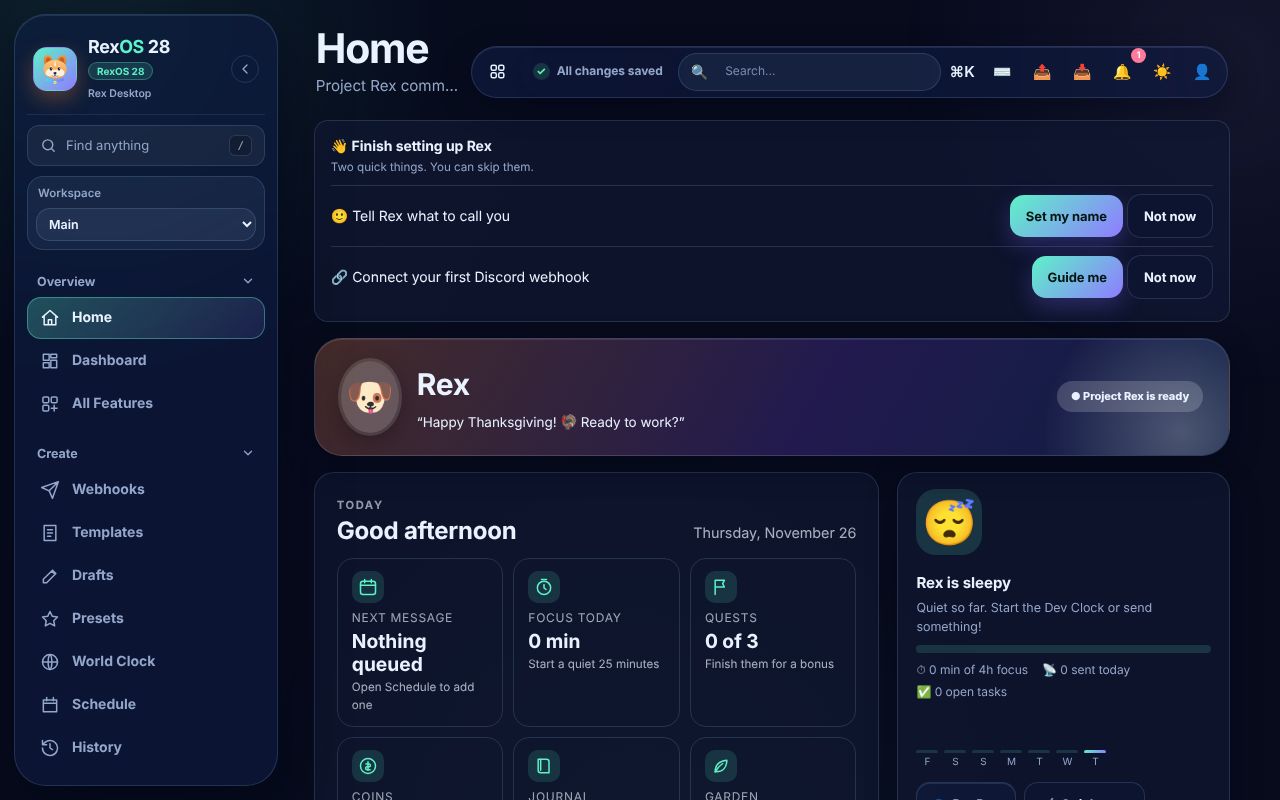 RexOS 28
RexOS 28
Rex Desktop
Find anything
/
Workspace
Main
Overview
Home
Dashboard
All Features
Create
Webhooks
Templates
Drafts
Presets
World Clock
Schedule
History
Home
Project Rex comm...
All changes saved
Search...
⌘K
1
👋 Finish setting up Rex
Two quick things. You can skip them.
🙂 Tell Rex what to call you
Set my name
Not now
🔗 Connect your first Discord webhook
Guide me
Not now
Rex
“Happy Thanksgiving! 🦃 Ready to work?”
Project Rex is ready
TODAY
Good afternoon
Thursday, November 26
NEXT MESSAGE
Nothing
queued
Open Schedule to add
one
FOCUS TODAY
0 min
Start a quiet 25 minutes
QUESTS
0 of 3
Finish them for a bonus
COINS
JOURNAL
GARDEN
Rex is sleepy
Quiet so far. Start the Dev Clock or send
something!
⏱ 0 min of 4h focus 📡 0 sent today
✅ 0 open tasks
F S S M T W T